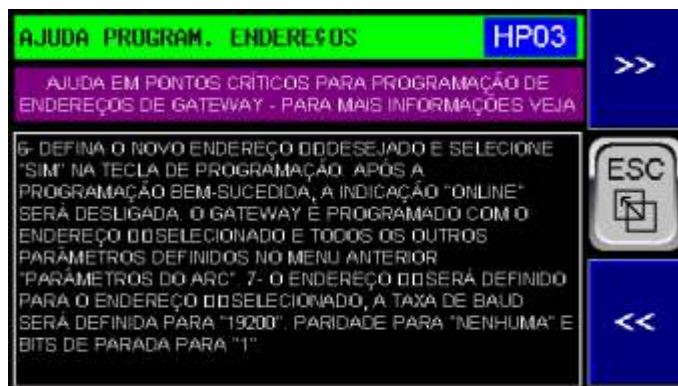 AJUDA PROGRAM. ENDEREÇOS
HP03
>>
AJUDA EM PONTOS CRÍTICOS PARA PROGRAMAÇÃO DE
ENDEREÇOS DE GATEWAY - PARA MAIS INFORMAÇÕES VEJA
6- DEFINA O NOVO ENDEREÇO ▯▯DESEJADO E SELECIONE
"SIM" NA TECLA DE PROGRAMAÇÃO. APÓS A
PROGRAMAÇÃO BEM-SUCEDIDA, A INDICAÇÃO "ONLINE"
SERÁ DESLIGADA. O GATEWAY É PROGRAMADO COM O
ENDEREÇO ▯▯SELECIONADO E TODOS OS OUTROS
PARÂMETROS DEFINIDOS NO MENU ANTERIOR
"PARÂMETROS DO ARC". 7- O ENDEREÇO ▯▯SERÁ DEFINIDO
PARA O ENDEREÇO ▯▯SELECIONADO, A TAXA DE BAUD
SERÁ DEFINIDA PARA "19200". PARIDADE PARA "NENHUMA" E
BITS DE PARADA PARA "1"
ESC
<<